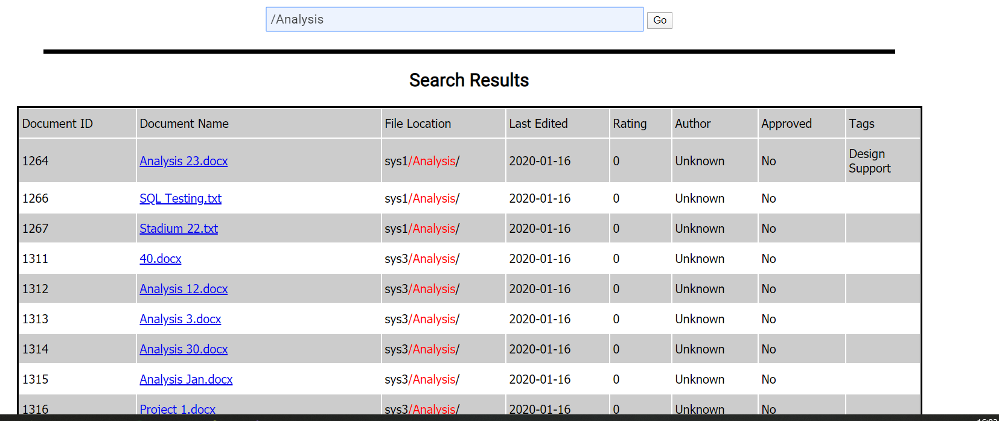 /Analysis Go
Search Results
Document ID Document Name File Location Last Edited Rating Author Approved Tags
1264 Analysis 23.docx sys1/Analysis/ 2020-01-16 0 Unknown No Design Support
1266 SQL Testing.txt sys1/Analysis/ 2020-01-16 0 Unknown No
1267 Stadium 22.txt sys1/Analysis/ 2020-01-16 0 Unknown No
1311 40.docx sys3/Analysis/ 2020-01-16 0 Unknown No
1312 Analysis 12.docx sys3/Analysis/ 2020-01-16 0 Unknown No
1313 Analysis 3.docx sys3/Analysis/ 2020-01-16 0 Unknown No
1314 Analysis 30.docx sys3/Analysis/ 2020-01-16 0 Unknown No
1315 Analysis Jan.docx sys3/Analysis/ 2020-01-16 0 Unknown No
1316 Project 1.docx sys3/Analysis/ 2020-01-16 0 Unknown No